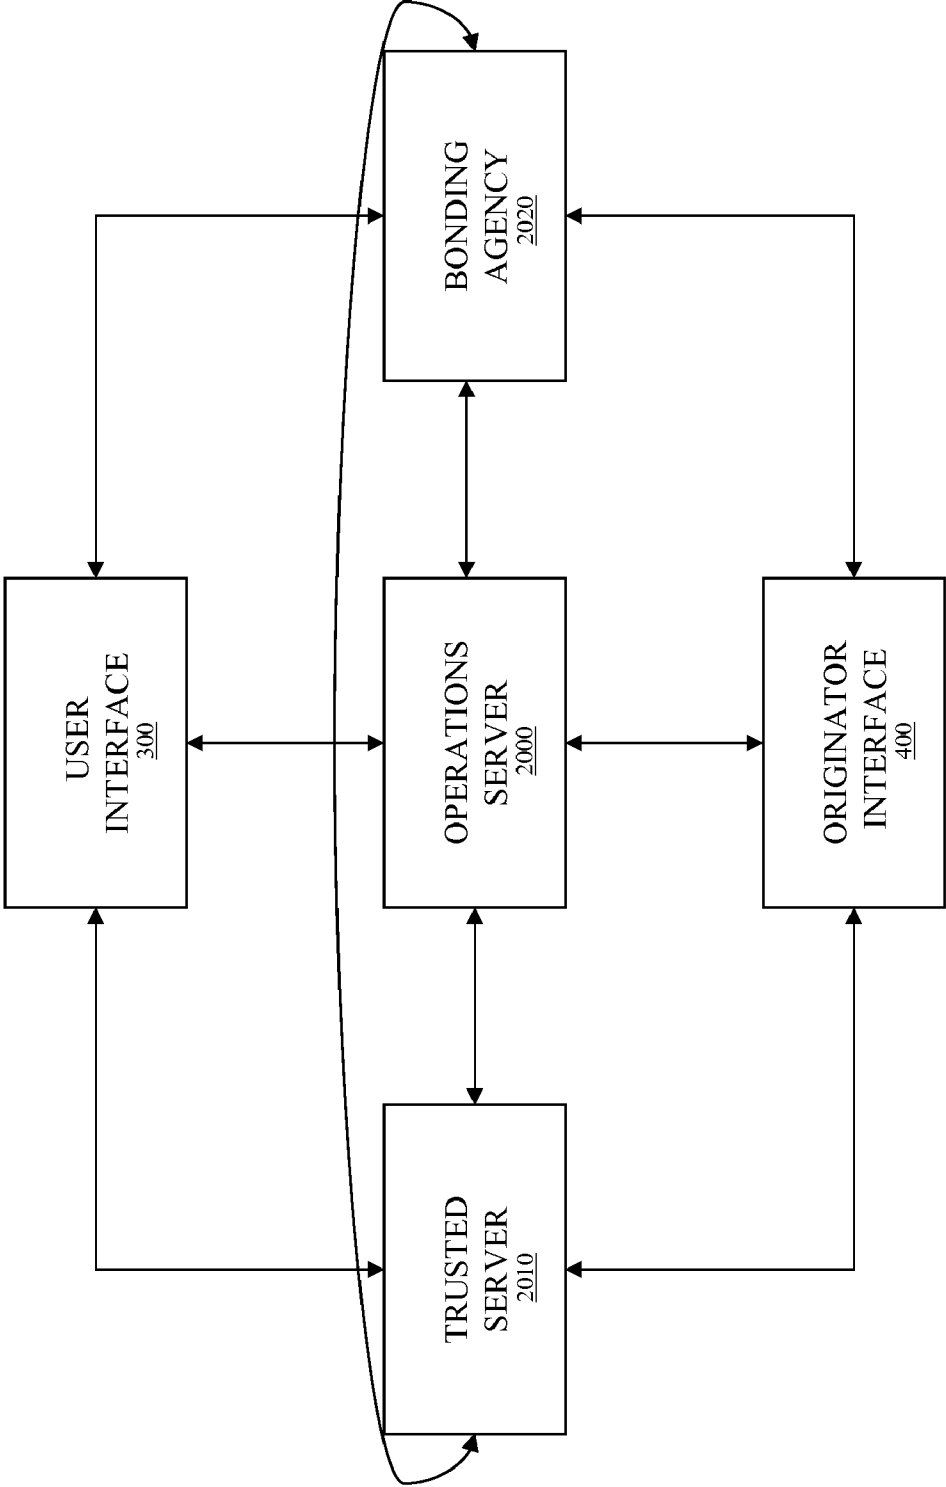 USER
INTERFACE
300
TRUSTED
SERVER
2010
OPERATIONS
SERVER
2000
BONDING
AGENCY
2020
ORIGINATOR
INTERFACE
400